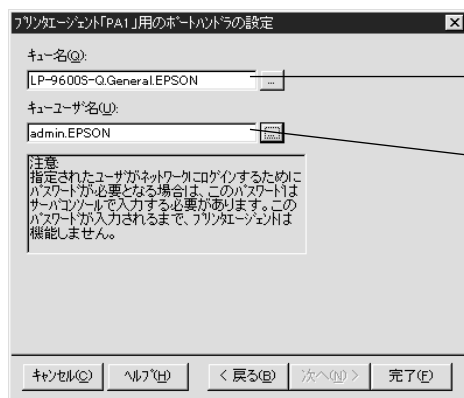 プリンタエージェント「PA1」用のポートハンドラの設定
キュー名(Q):
LP-9600S-Q.General.EPSON
...
キューユーザ名(U):
admin.EPSON
...
注意:
指定されたユーザがネットワークにログインするために
パスワードが必要となる場合は、このパスワードは
サーバコンソールで入力する必要があります。この
パスワードが入力されるまで、プリンタエージェントは
機能しません。
キャンセル(C) ヘルプ(H) < 戻る(B) 次へ(N) > 完了(F)